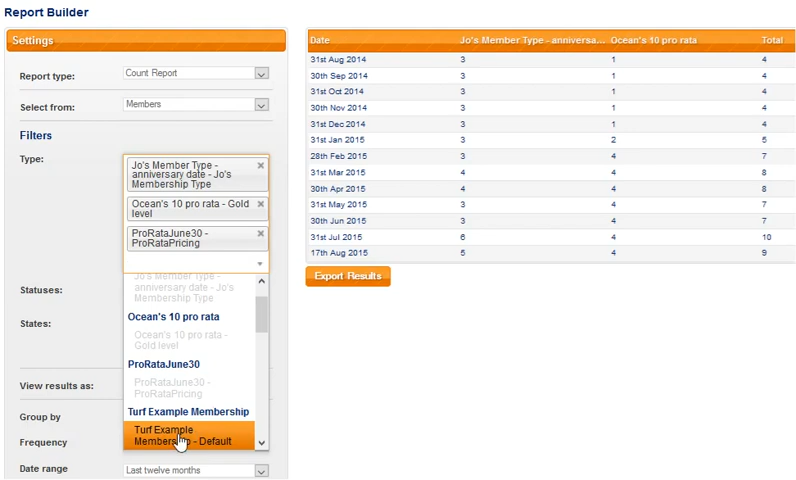 Report Builder
Settings
Report type:
Count Report
Select from:
Members
Filters
Type:
Jo's Member Type -
anniversary date - Jo's
Membership Type
Ocean's 10 pro rata - Gold
level
ProRataJune30 -
ProRataPricing
Statuses:
Jo's Member Type -
anniversary date - Jo's
Membership Type
Ocean's 10 pro rata
States:
Ocean's 10 pro rata -
Gold level
ProRataJune30
View results as:
ProRataJune30 -
ProRataPricing
Group by
Turf Example Membership
Turf Example
Membership - Default
Frequency
Date range
Last twelve months
Date Jo's Member Type - anniversa... Ocean's 10 pro rata Total
31st Aug 2014 3 1 4
30th Sep 2014 3 1 4
31st Oct 2014 3 1 4
30th Nov 2014 3 1 4
31st Dec 2014 3 1 4
31st Jan 2015 3 2 5
28th Feb 2015 3 4 7
31st Mar 2015 4 4 8
30th Apr 2015 4 4 8
31st May 2015 3 4 7
30th Jun 2015 3 4 7
31st Jul 2015 6 4 10
17th Aug 2015 5 4 9
Export Results